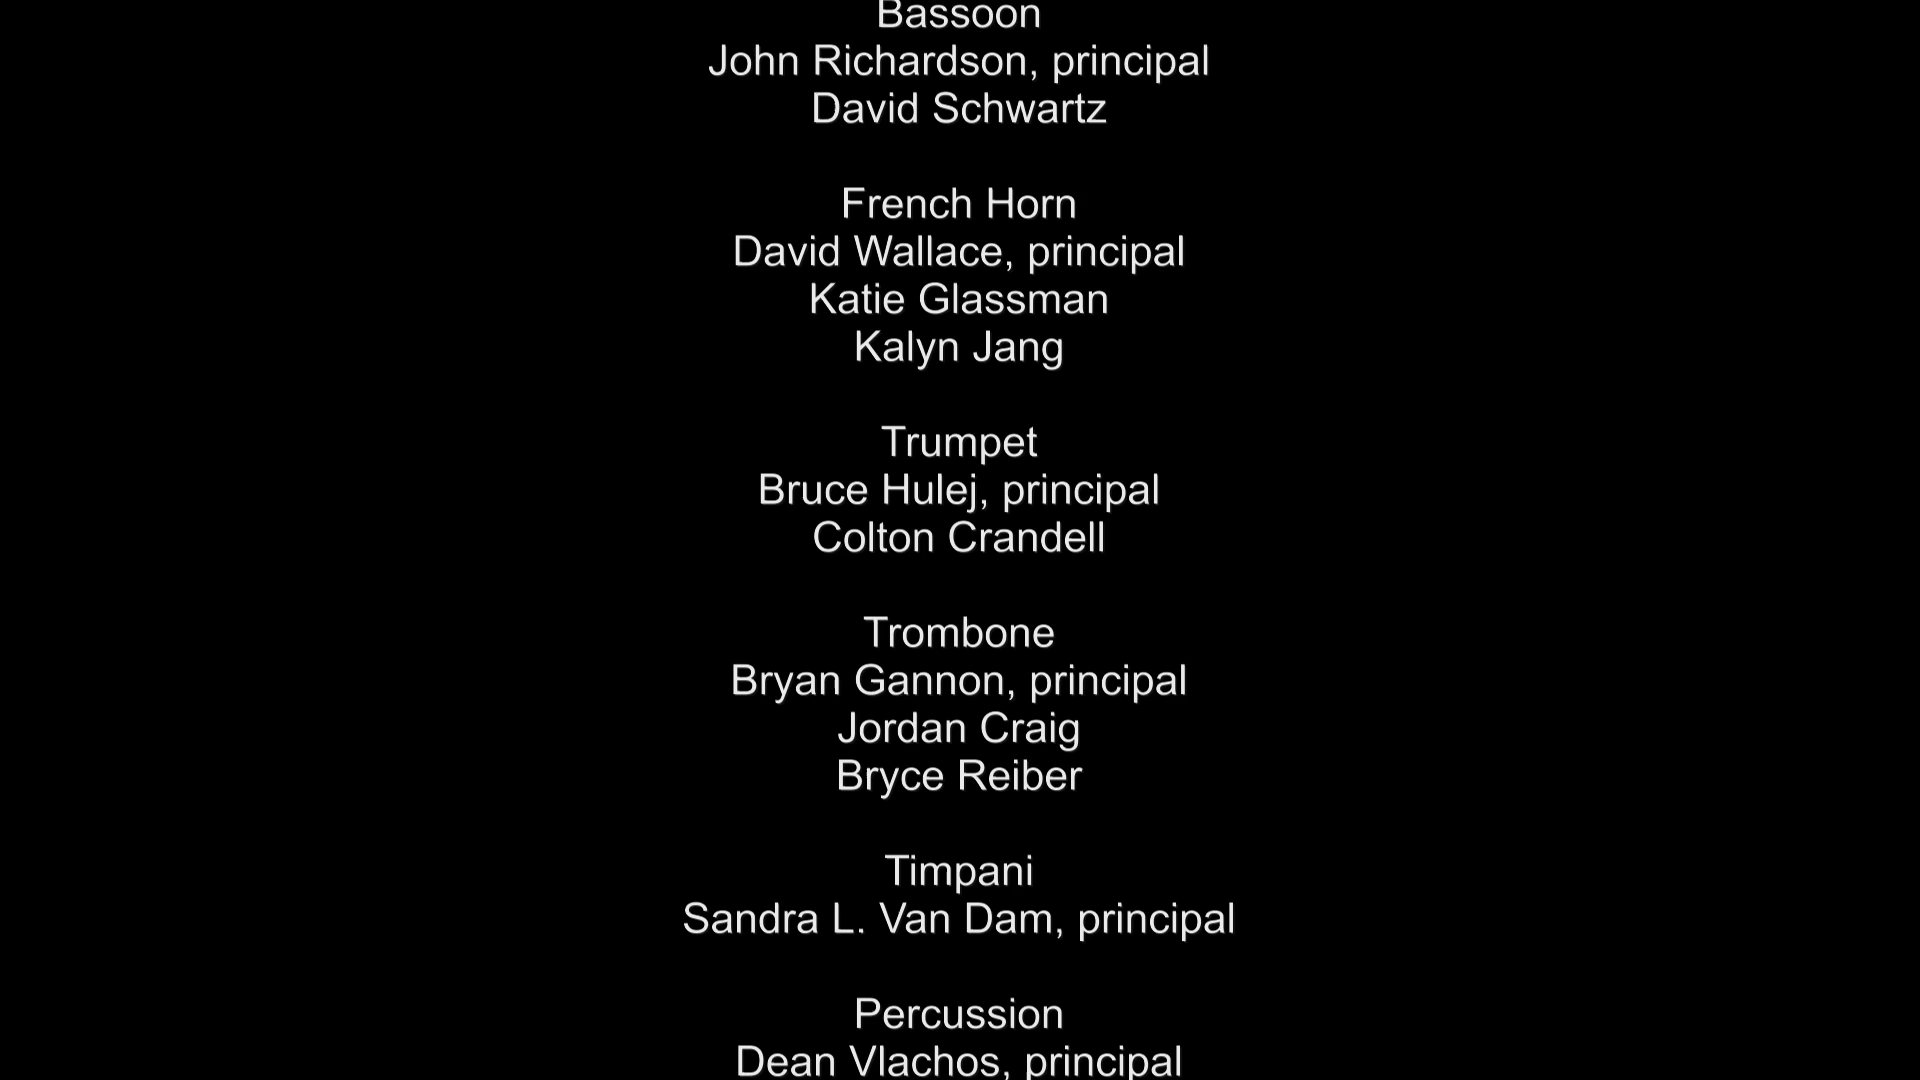 Bassoon
John Richardson, principal
David Schwartz
French Horn
David Wallace, principal
Katie Glassman
Kalyn Jang
Trumpet
Bruce Hulej, principal
Colton Crandell
Trombone
Bryan Gannon, principal
Jordan Craig
Bryce Reiber
Timpani
Sandra L. Van Dam, principal
Percussion
Dean Vlachos, principal